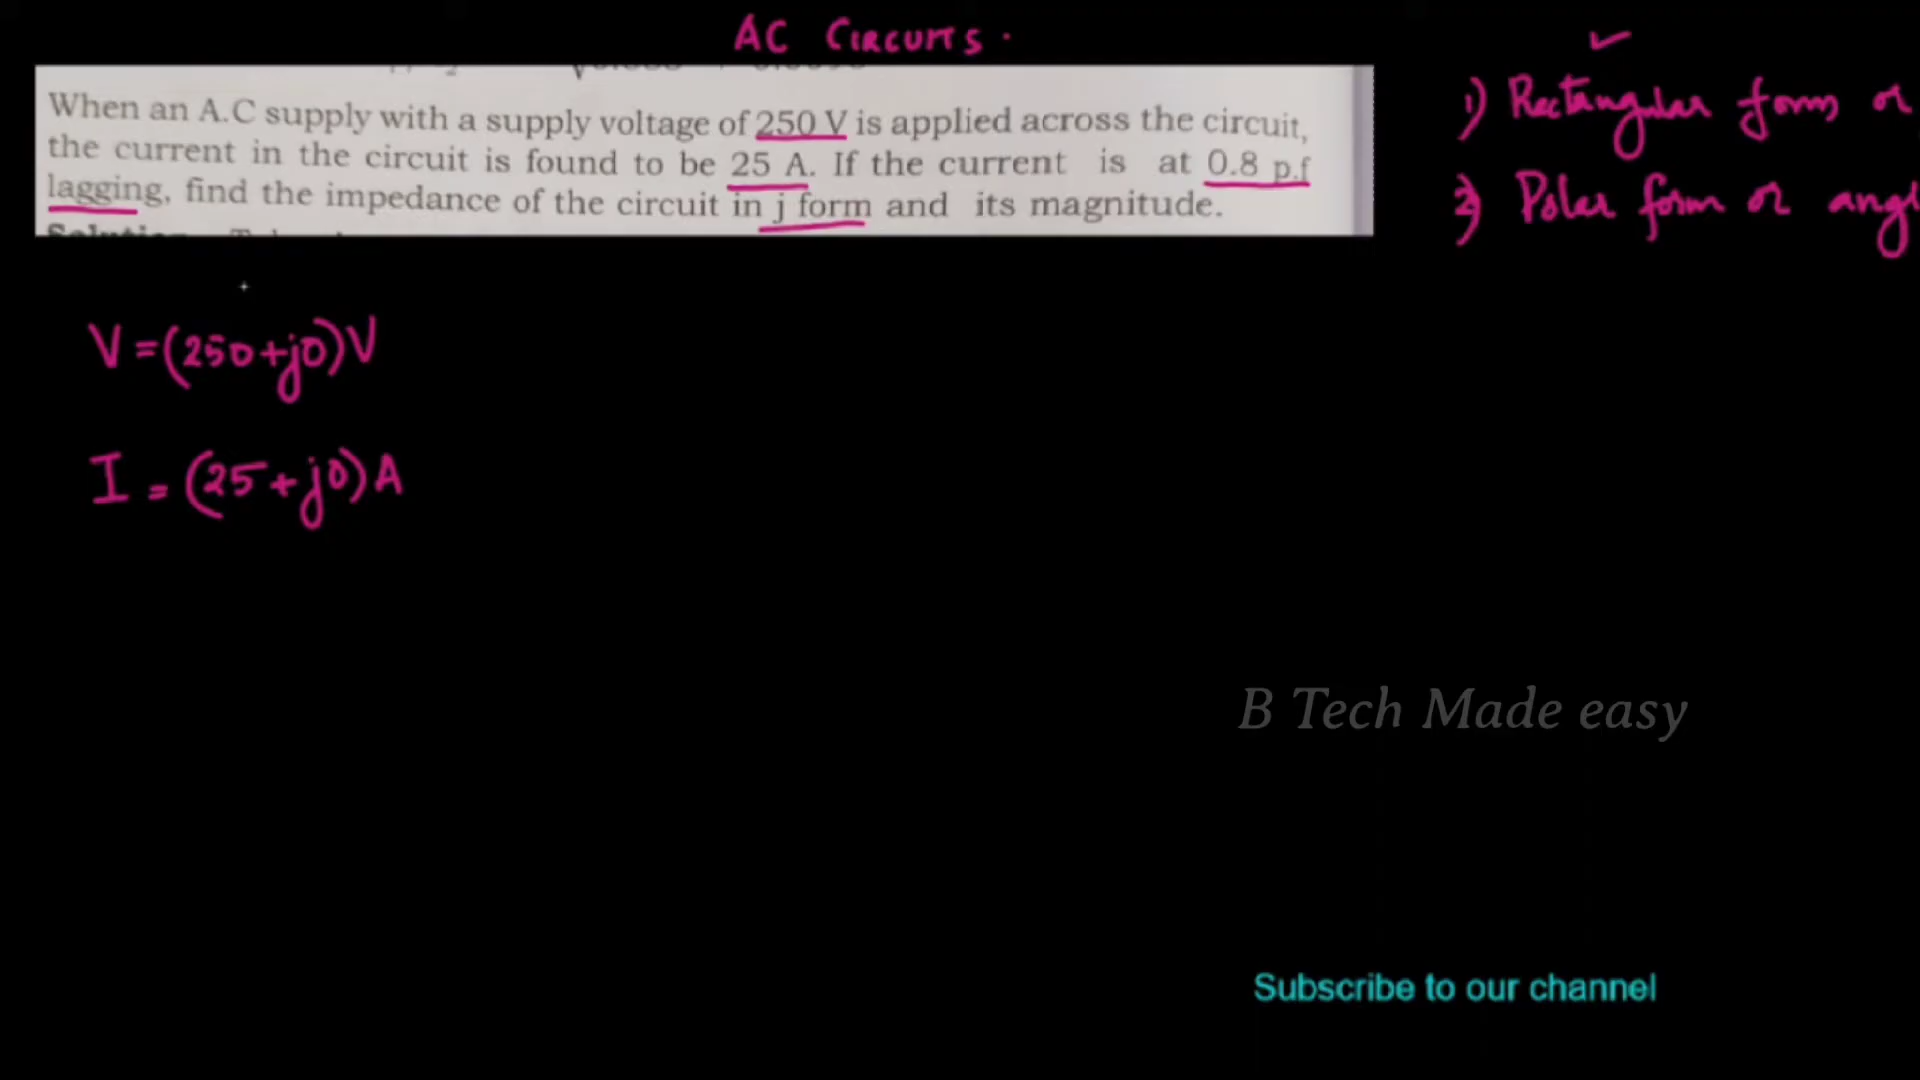 AC CIRCUITS.
When an A.C supply with a supply voltage of 250 V is applied across the circuit,
the current in the circuit is found to be 25 A. If the current is at 0.8 p.f
lagging, find the impedance of the circuit in j form and its magnitude.
1) Rectangular form or
2) Polar form or angl
V = (250+j0)V
I = (25+j0)A
B Tech Made easy
Subscribe to our channel